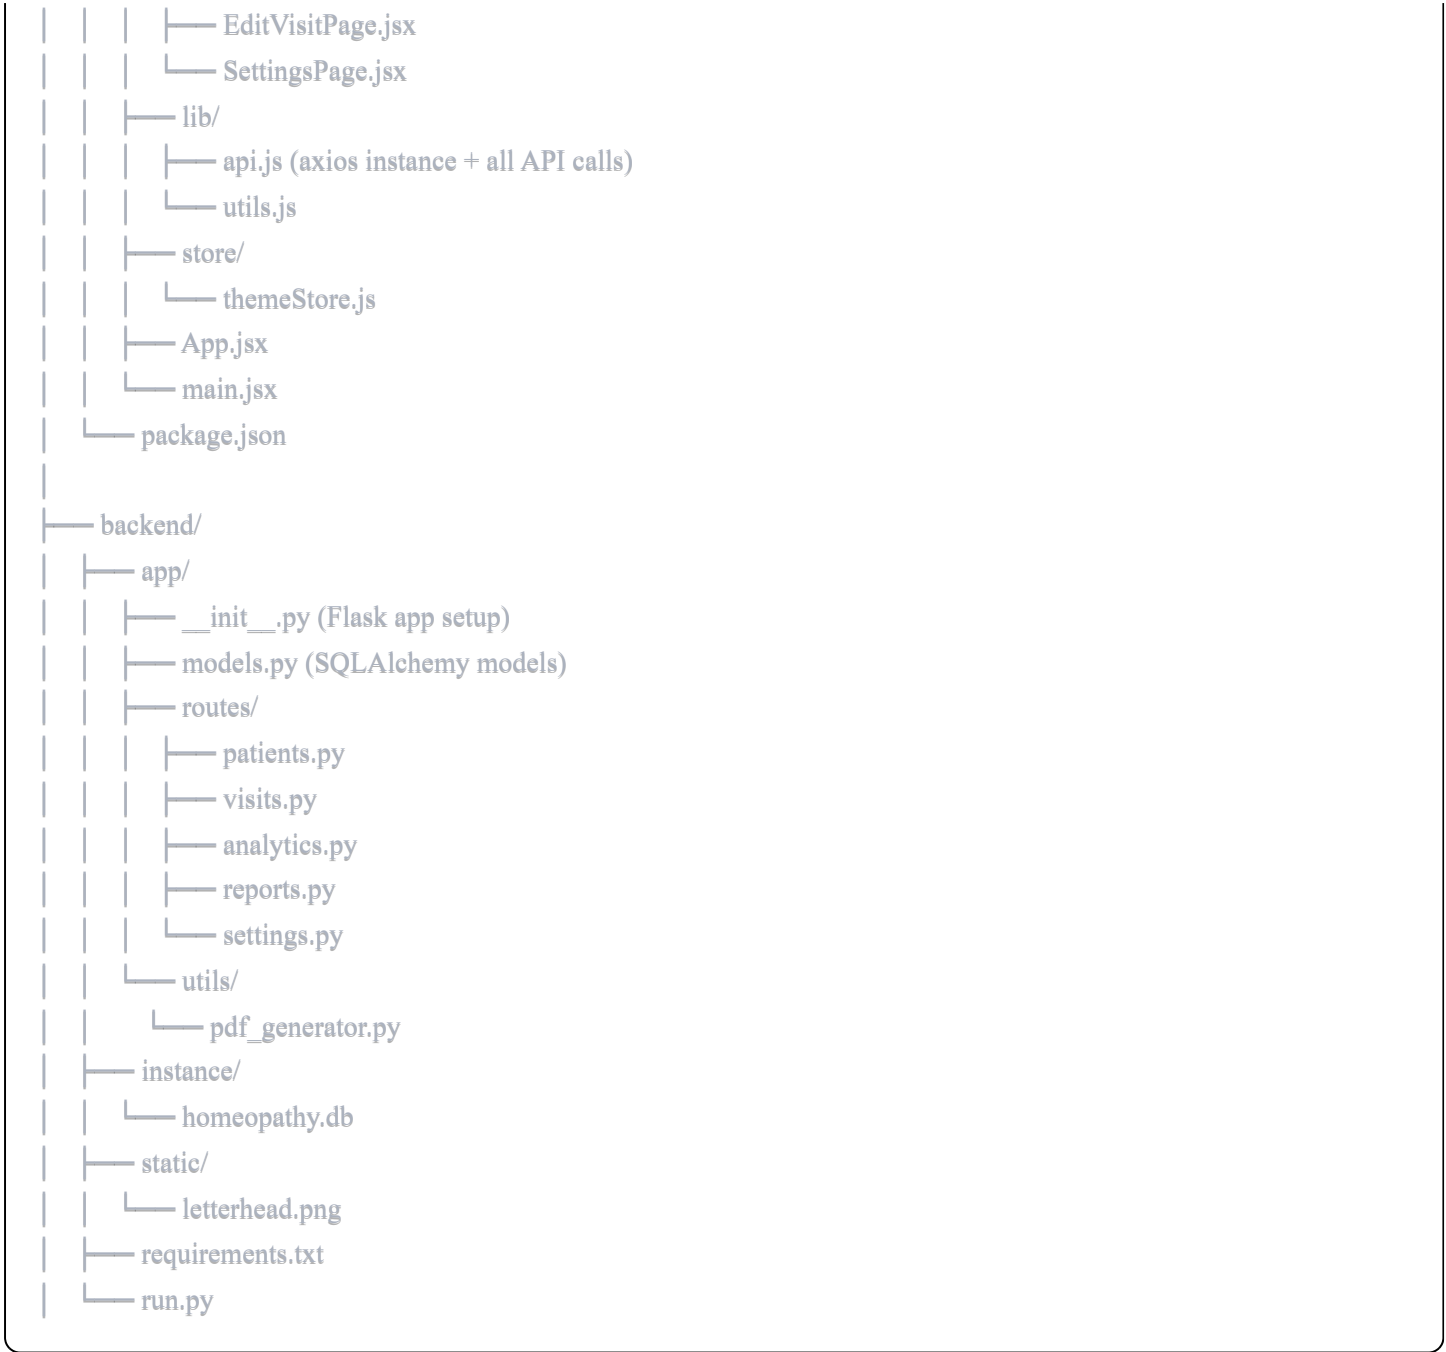 │ │ │ ├── EditVisitPage.jsx
│ │ │ └── SettingsPage.jsx
│ │ ├── lib/
│ │ │ ├── api.js (axios instance + all API calls)
│ │ │ └── utils.js
│ │ ├── store/
│ │ │ └── themeStore.js
│ │ ├── App.jsx
│ │ └── main.jsx
│ └── package.json
│
├── backend/
│ ├── app/
│ │ ├── __init__.py (Flask app setup)
│ │ ├── models.py (SQLAlchemy models)
│ │ ├── routes/
│ │ │ ├── patients.py
│ │ │ ├── visits.py
│ │ │ ├── analytics.py
│ │ │ ├── reports.py
│ │ │ └── settings.py
│ │ └── utils/
│ │ └── pdf_generator.py
│ ├── instance/
│ │ └── homeopathy.db
│ ├── static/
│ │ └── letterhead.png
│ ├── requirements.txt
│ └── run.py